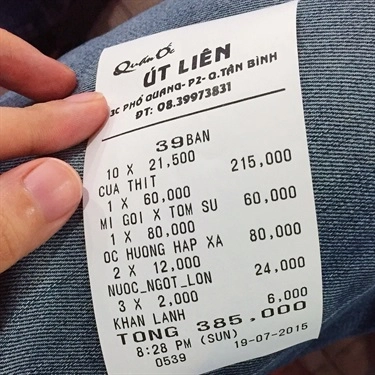 Quán Ốc
ÚT LIÊN
3C PHỔ QUANG- P2- Q.TÂN BÌNH
ĐT: 08.39973831
39BAN
10 X 21,500 215,000
CUA THIT
1 X 60,000 60,000
MI GOI X TOM SU
1 X 80,000 80,000
OC HUONG HAP XA
2 X 12,000 24,000
NUOC_NGOT_LON
3 X 2,000 6,000
KHAN LANH
TONG 385,000
8:28 PM (SUN) 19-07-2015
0539